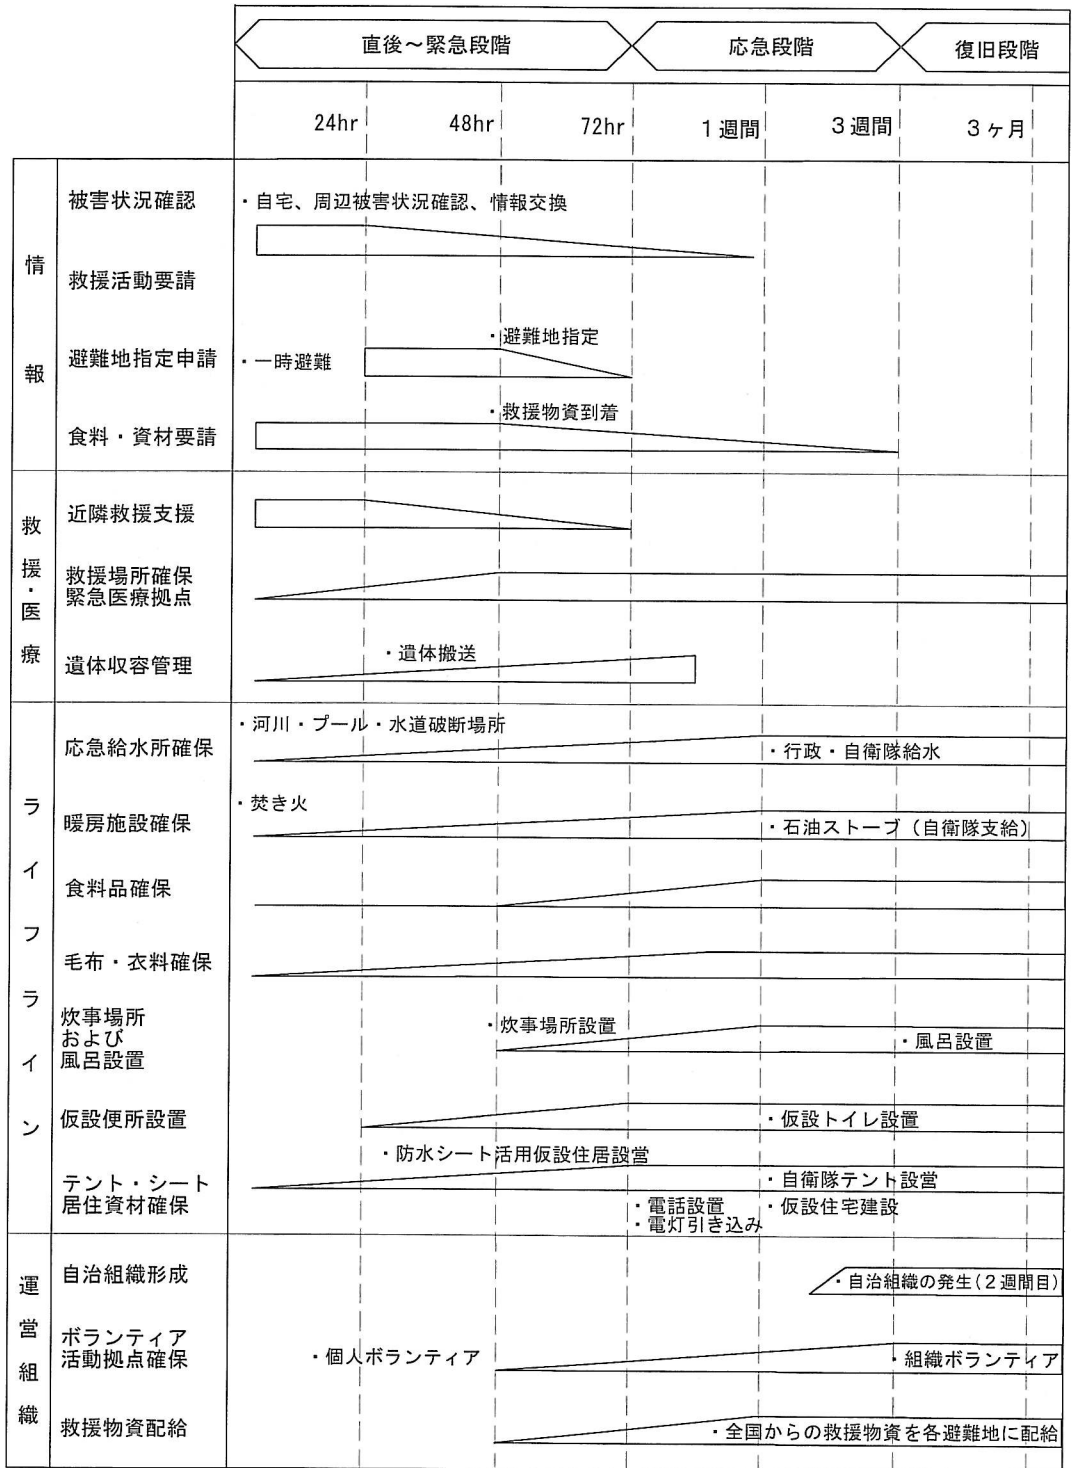 直後～緊急段階
応急段階
復旧段階
24hr
48hr
72hr
1週間
3週間
3ヶ月
情報
被害状況確認
・自宅、周辺被害状況確認、情報交換
救援活動要請
避難地指定申請
・一時避難
・避難地指定
食料・資材要請
・救援物資到着
救援・医療
近隣救援支援
救援場所確保
緊急医療拠点
遺体収容管理
・遺体搬送
ライフライン
応急給水所確保
・河川・プール・水道破断場所
・行政・自衛隊給水
暖房施設確保
・焚き火
・石油ストーブ（自衛隊支給）
食料品確保
毛布・衣料確保
炊事場所
および
風呂設置
・炊事場所設置
・風呂設置
仮設便所設置
・仮設トイレ設置
テント・シート
居住資材確保
・防水シート活用仮設住居設営
・自衛隊テント設営
・電話設置
・電灯引き込み
・仮設住宅建設
運営組織
自治組織形成
・自治組織の発生(2週間目)
ボランティア
活動拠点確保
・個人ボランティア
・組織ボランティア
救援物資配給
・全国からの救援物資を各避難地に配給